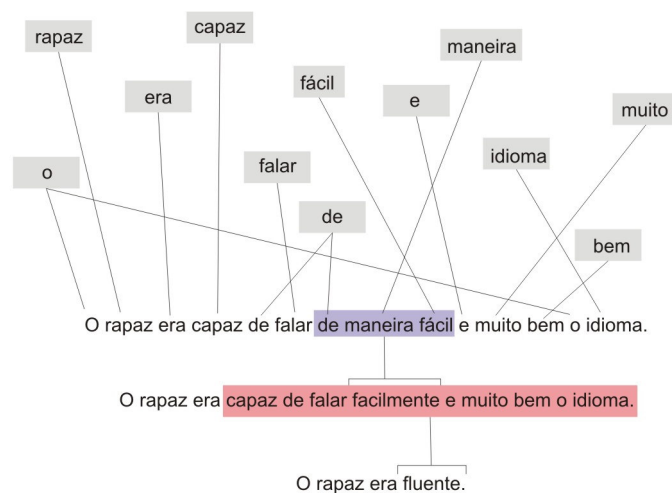 capaz
rapaz
maneira
fácil
era
e
muito
idioma
falar
o
de
bem
O rapaz era capaz de falar de maneira fácil e muito bem o idioma.
O rapaz era capaz de falar facilmente e muito bem o idioma.
O rapaz era fluente.